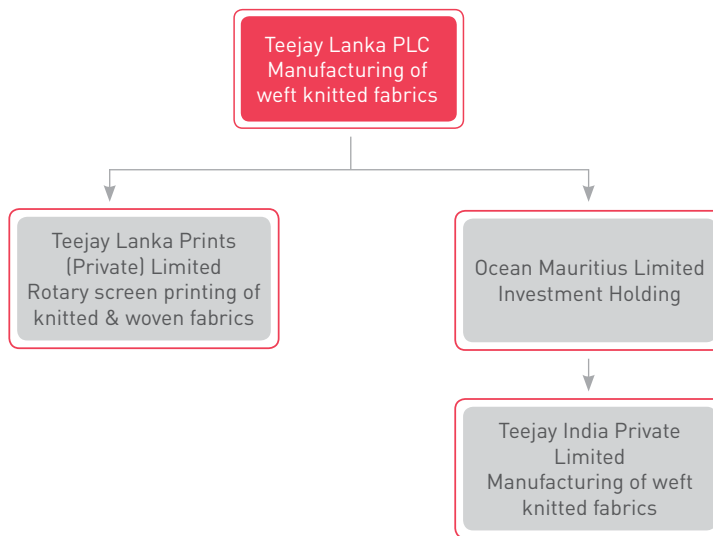 Teejay Lanka PLC
Manufacturing of
weft knitted fabrics
Teejay Lanka Prints
(Private) Limited
Rotary screen printing of
knitted & woven fabrics
Ocean Mauritius Limited
Investment Holding
Teejay India Private
Limited
Manufacturing of weft
knitted fabrics